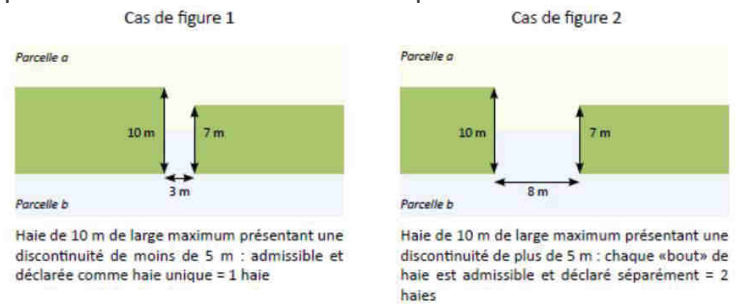 Cas de figure 1
Parcelle a
10 m
7 m
3 m
Parcelle b
Haie de 10 m de large maximum présentant une
discontinuité de moins de 5 m : admissible et
déclarée comme haie unique = 1 haie
Cas de figure 2
Parcelle a
10 m
7 m
8 m
Parcelle b
Haie de 10 m de large maximum présentant une
discontinuité de plus de 5 m : chaque «bout» de
haie est admissible et déclaré séparément = 2
haies